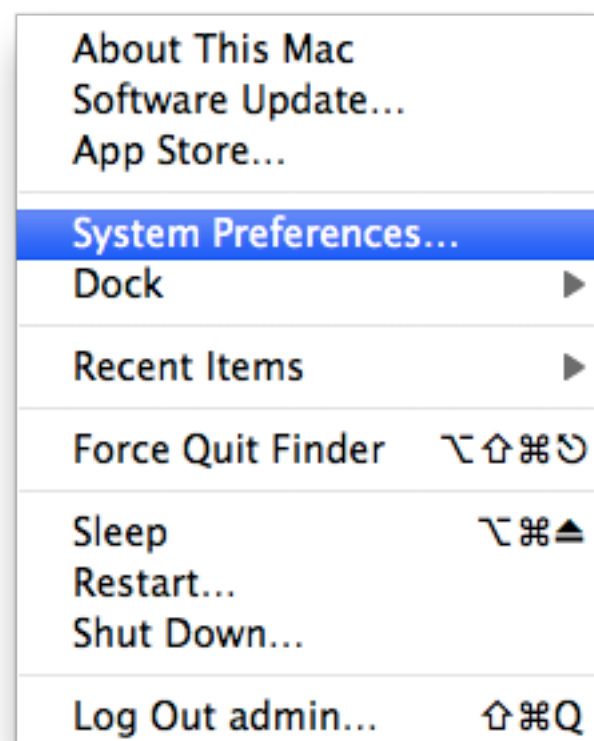 About This Mac
Software Update…
App Store…
System Preferences…
Dock ▶
Recent Items ▶
Force Quit Finder ⌥⇧⌘⎋
Sleep ⌥⌘⏏
Restart…
Shut Down…
Log Out admin… ⇧⌘Q